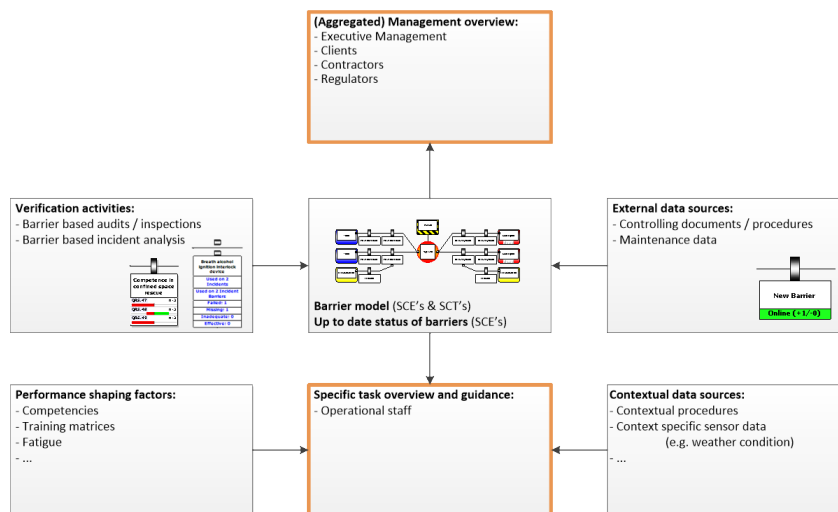 (Aggregated) Management overview:
- Executive Management
- Clients
- Contractors
- Regulators
Verification activities:
- Barrier based audits / inspections
- Barrier based incident analysis
Competence in
confined space
rescue
Breath alcohol
ignition interlock
device
Used on 2
Incidents
Used on 2 Incident
Barriers
Failed: 1
Missing: 1
Inadequate: 0
Effective: 0
Barrier model (SCE's & SCT's)
Up to date status of barriers (SCE's)
External data sources:
- Controlling documents / procedures
- Maintenance data
New Barrier
Online (+1/-0)
Performance shaping factors:
- Competencies
- Training matrices
- Fatigue
- ...
Specific task overview and guidance:
- Operational staff
Contextual data sources:
- Contextual procedures
- Context specific sensor data
(e.g. weather condition)
- ...